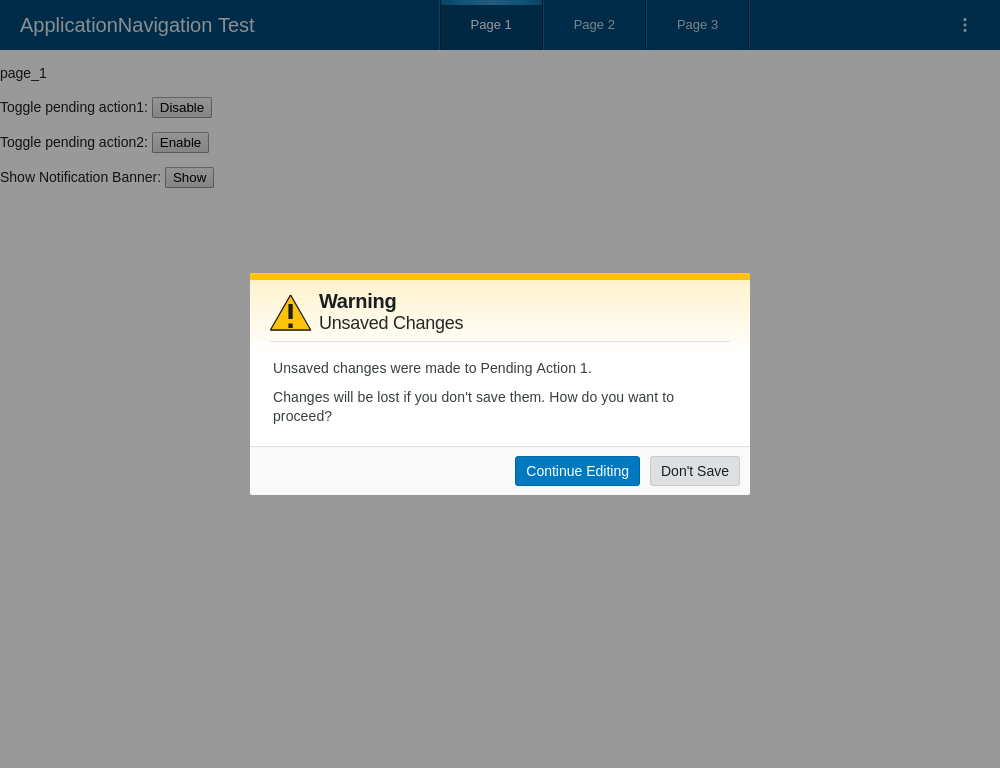 ApplicationNavigation Test
Page 1
Page 2
Page 3
page_1
Toggle pending action1: Disable
Toggle pending action2: Enable
Show Notification Banner: Show
Warning
Unsaved Changes
Unsaved changes were made to Pending Action 1.
Changes will be lost if you don't save them. How do you want to
proceed?
Continue Editing
Don't Save